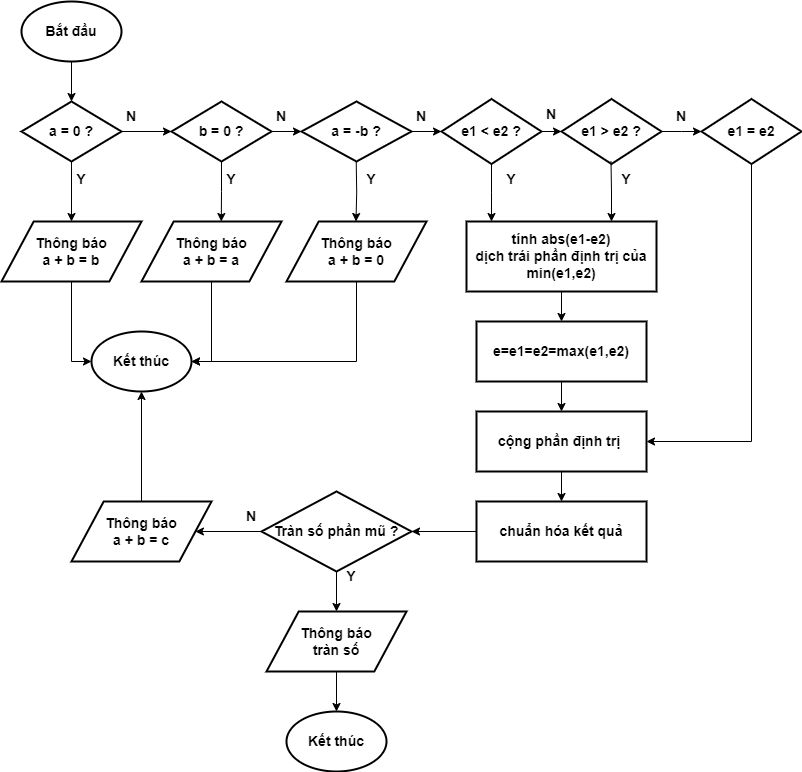 Bắt đầu
N
N
N
N
N
a = 0 ?
b = 0 ?
a = -b ?
e1 < e2 ?
e1 > e2 ?
e1 = e2
Y
Y
Y
Y
Y
Thông báo
a + b = b
Thông báo
a + b = a
Thông báo
a + b = 0
tính abs(e1-e2)
dịch trái phần định trị của
min(e1,e2)
Kết thúc
e=e1=e2=max(e1,e2)
cộng phần định trị
Thông báo
a + b = c
N
Tràn số phần mũ ?
chuẩn hóa kết quả
Y
Thông báo
tràn số
Kết thúc